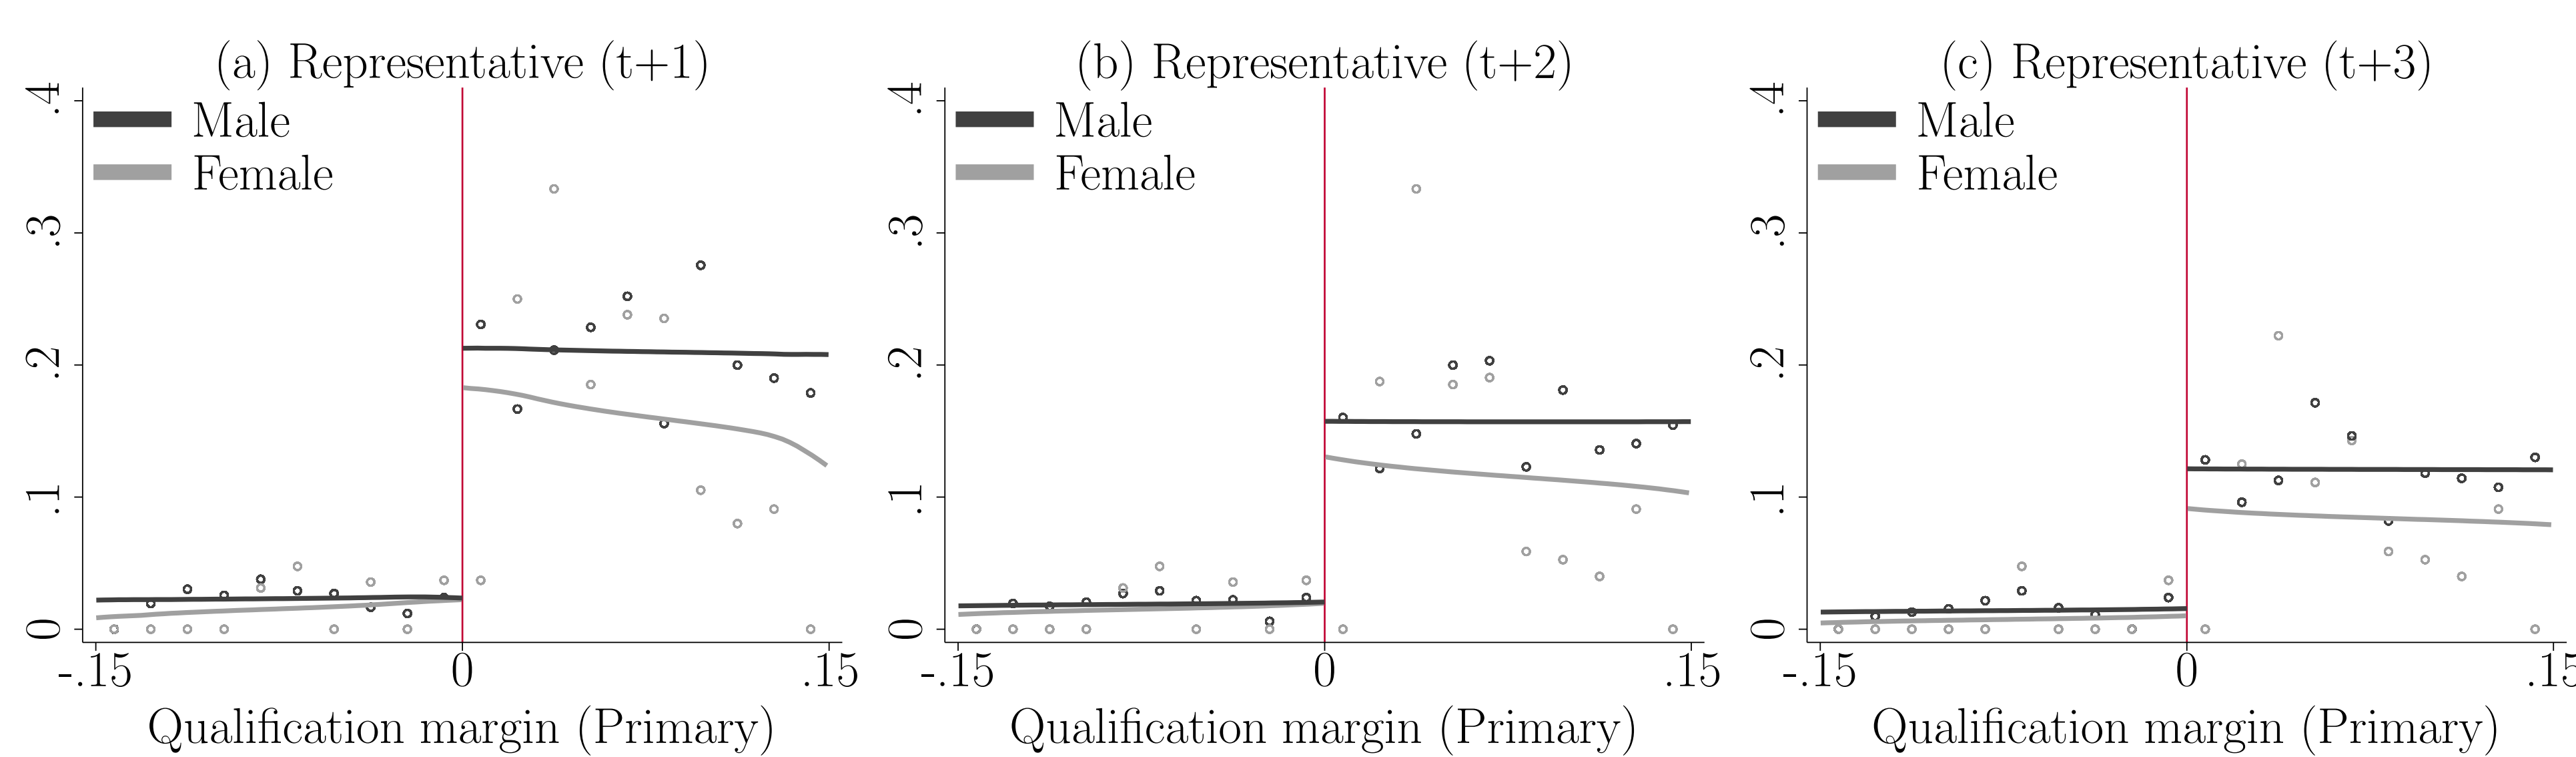 (a) Representative (t+1)
.4
.3
.2
.1
0
Male
Female
-.15 0 .15
Qualification margin (Primary)
(b) Representative (t+2)
.4
.3
.2
.1
0
Male
Female
-.15 0 .15
Qualification margin (Primary)
(c) Representative (t+3)
.4
.3
.2
.1
0
Male
Female
-.15 0 .15
Qualification margin (Primary)